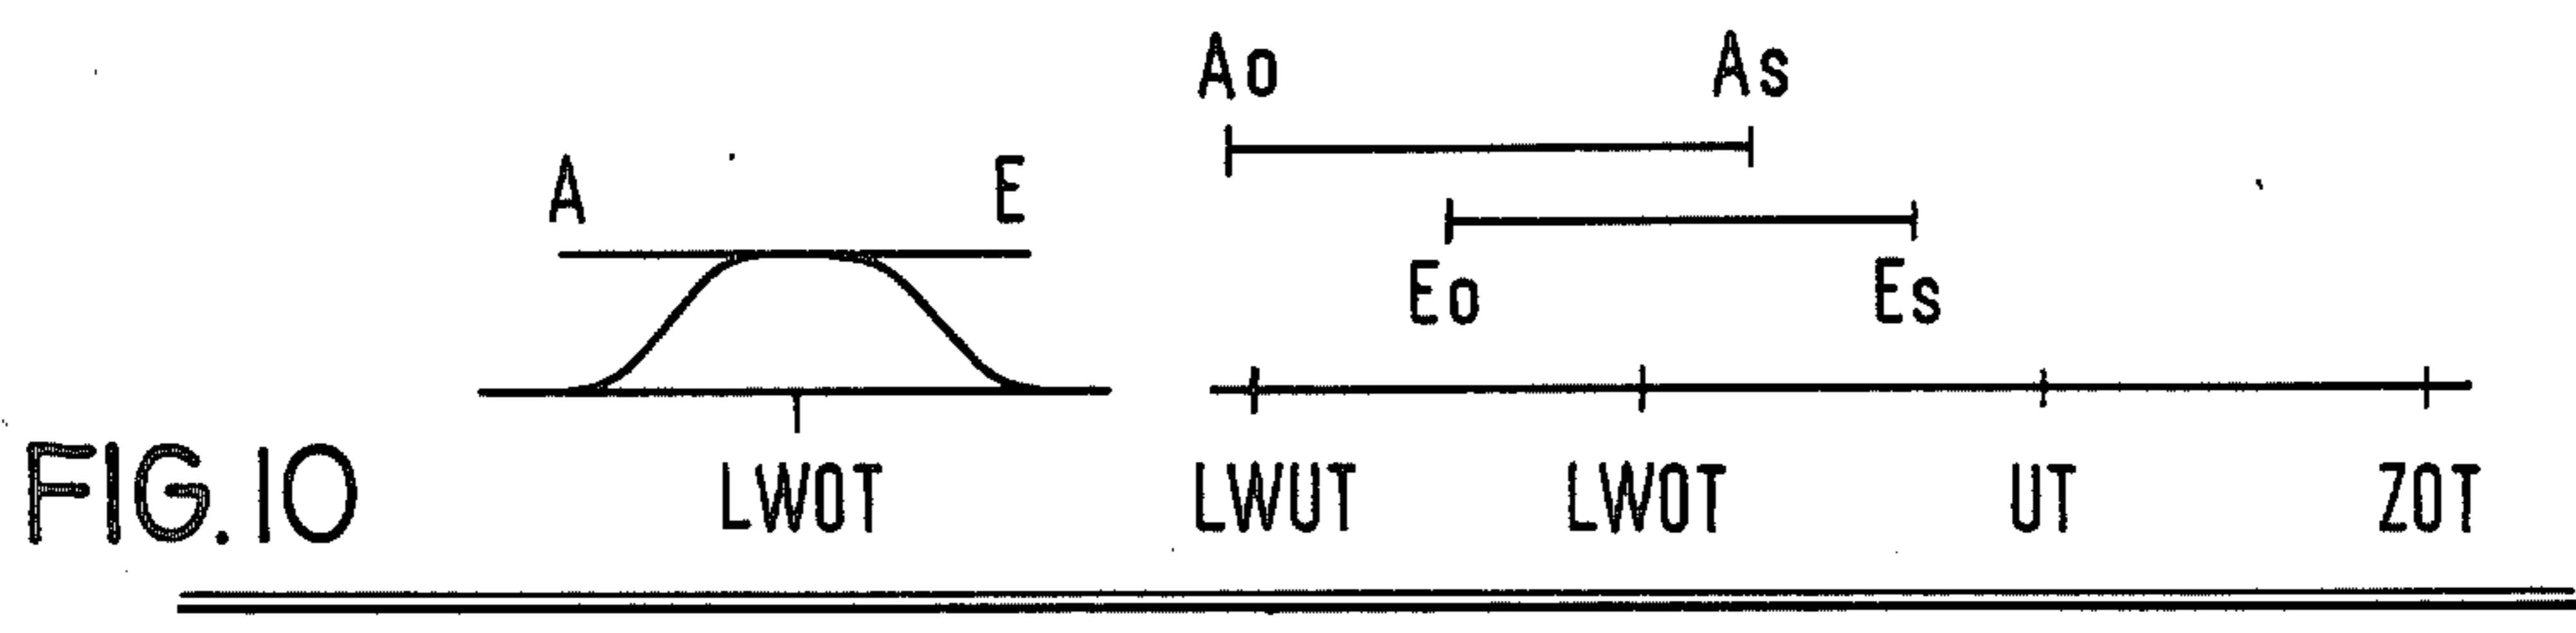 Ao As
A E
Eo Es
FIG. 10 LWOT LWUT LWOT UT ZOT